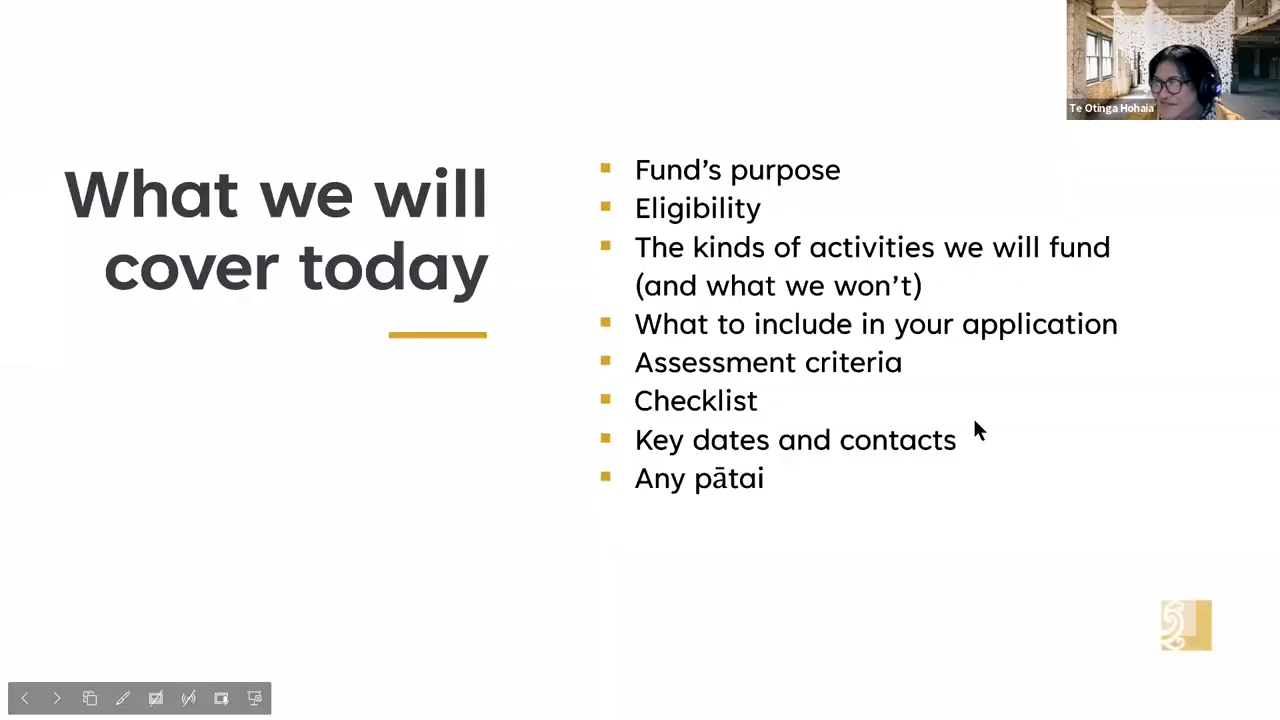 Te Otinga Hohaia
What we will
cover today
Fund's purpose
Eligibility
The kinds of activities we will fund
(and what we won't)
What to include in your application
Assessment criteria
Checklist
Key dates and contacts
Any pātai